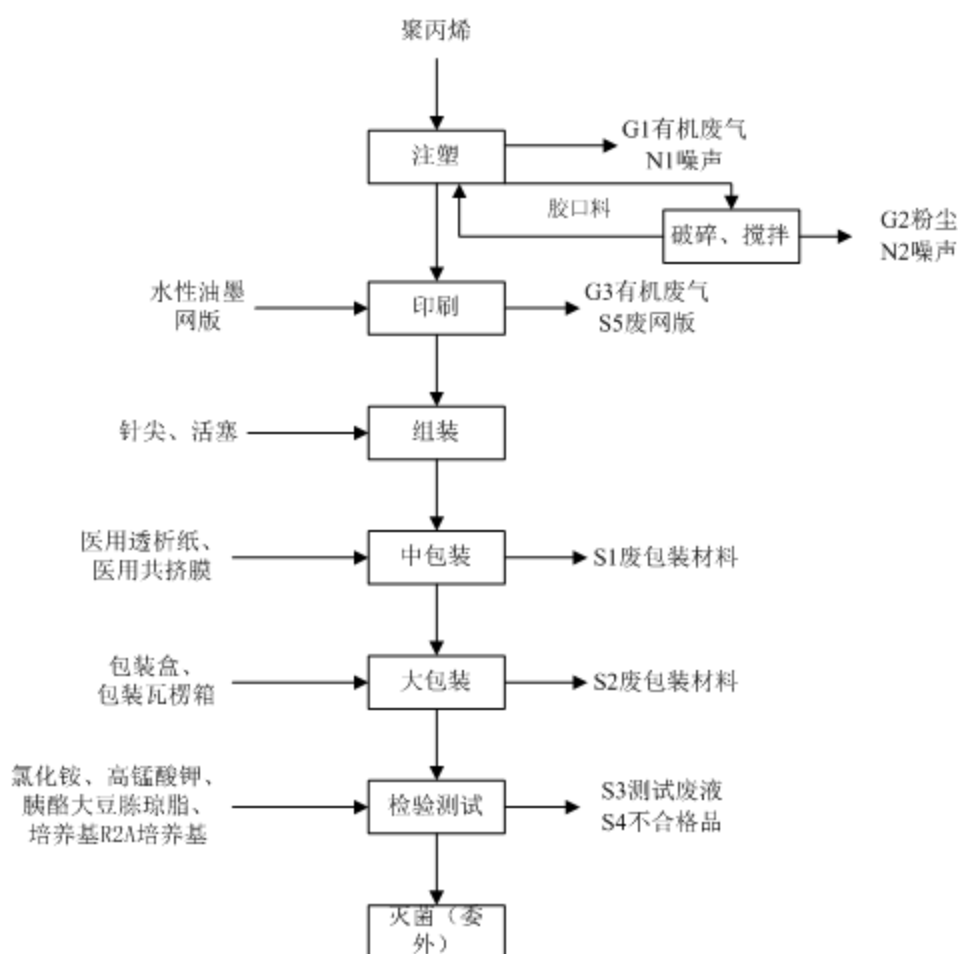 聚丙烯
注塑
G1有机废气
N1噪声
胶口料
破碎、搅拌
G2粉尘
N2噪声
水性油墨
网版
印刷
G3有机废气
S5废网版
针尖、活塞
组装
医用透析纸、
医用共挤膜
中包装
S1废包装材料
包装盒、
包装瓦楞箱
大包装
S2废包装材料
氯化铵、高锰酸钾、
胰酪大豆胨琼脂、
培养基R2A培养基
检验测试
S3测试废液
S4不合格品
灭菌（委
外）